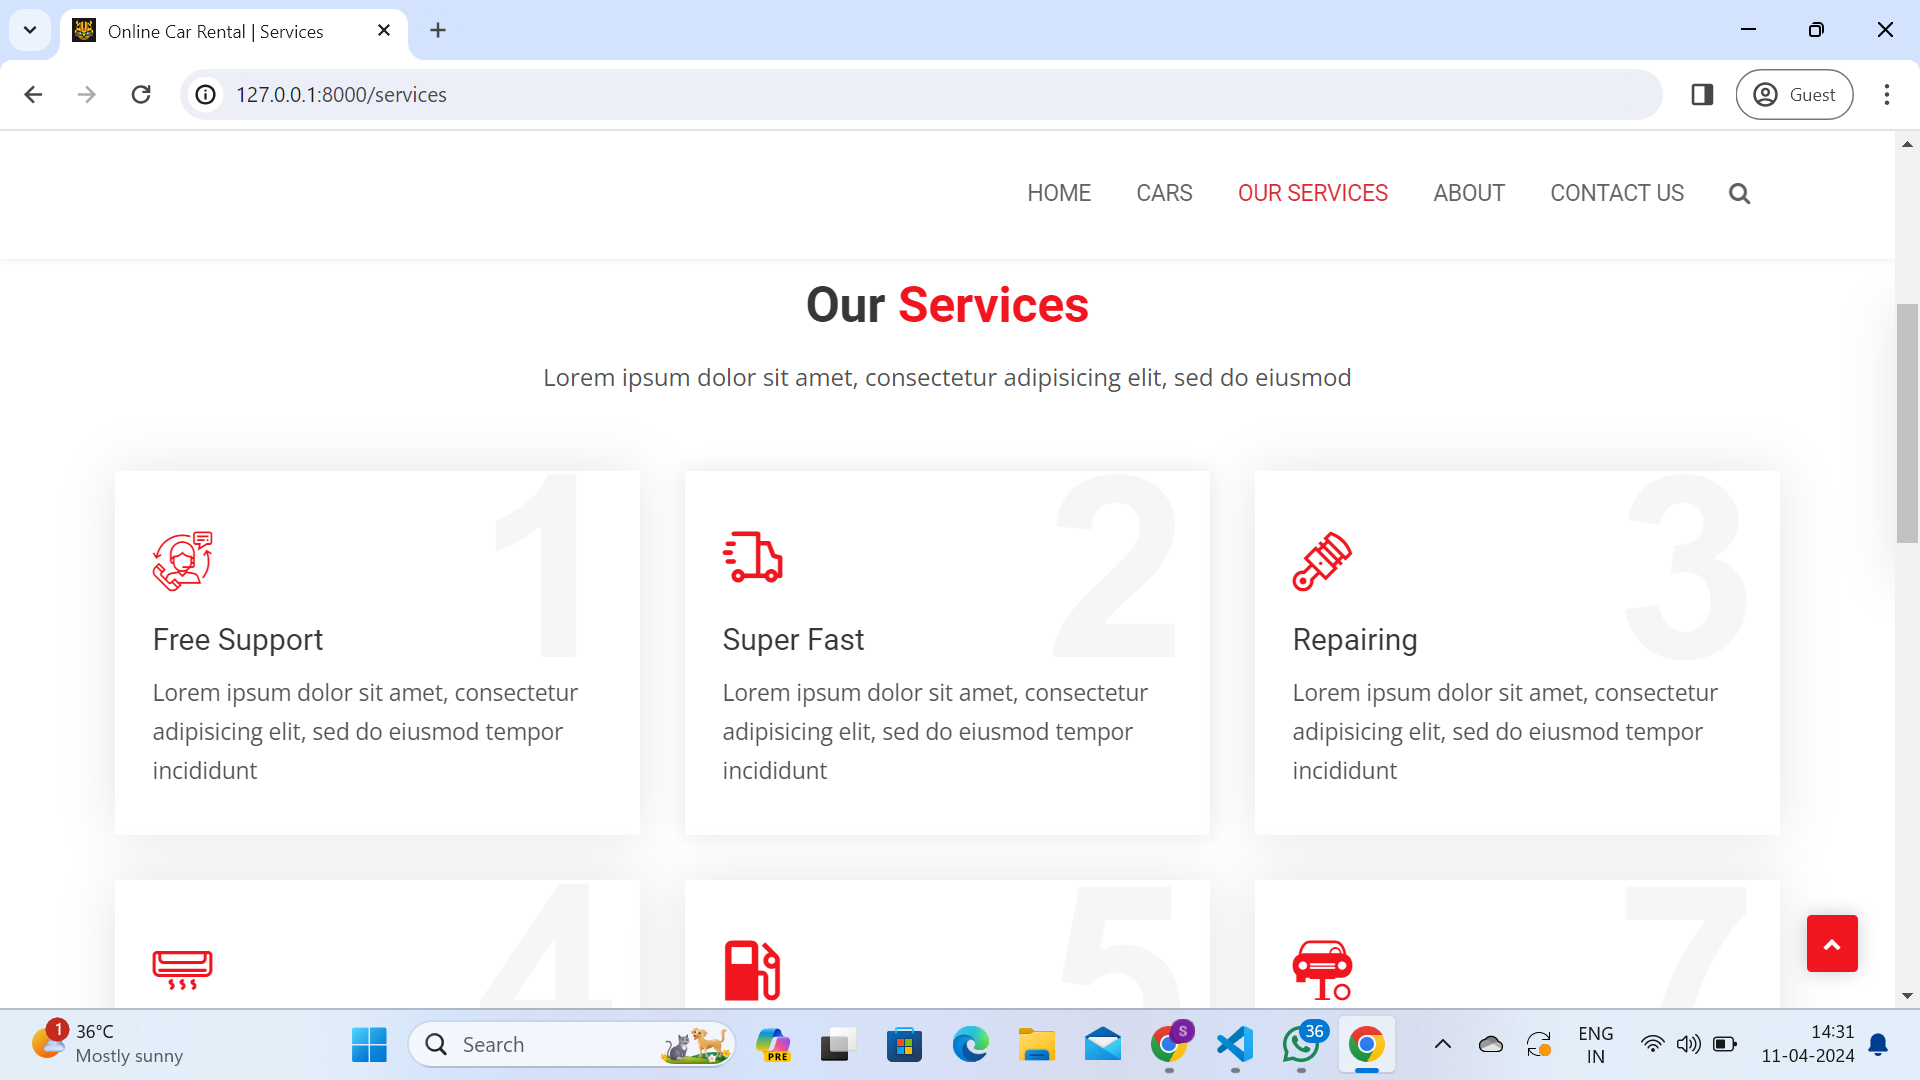 Online Car Rental | Services
127.0.0.1:8000/services
Guest
HOME CARS OUR SERVICES ABOUT CONTACT US
Our Services
Lorem ipsum dolor sit amet, consectetur adipisicing elit, sed do eiusmod
1
Free Support
Lorem ipsum dolor sit amet, consectetur
adipisicing elit, sed do eiusmod tempor
incididunt
2
Super Fast
Lorem ipsum dolor sit amet, consectetur
adipisicing elit, sed do eiusmod tempor
incididunt
3
Repairing
Lorem ipsum dolor sit amet, consectetur
adipisicing elit, sed do eiusmod tempor
incididunt
4
5
7
1
36°C
Mostly sunny
Search
PRE
S
36
ENG
IN
14:31
11-04-2024